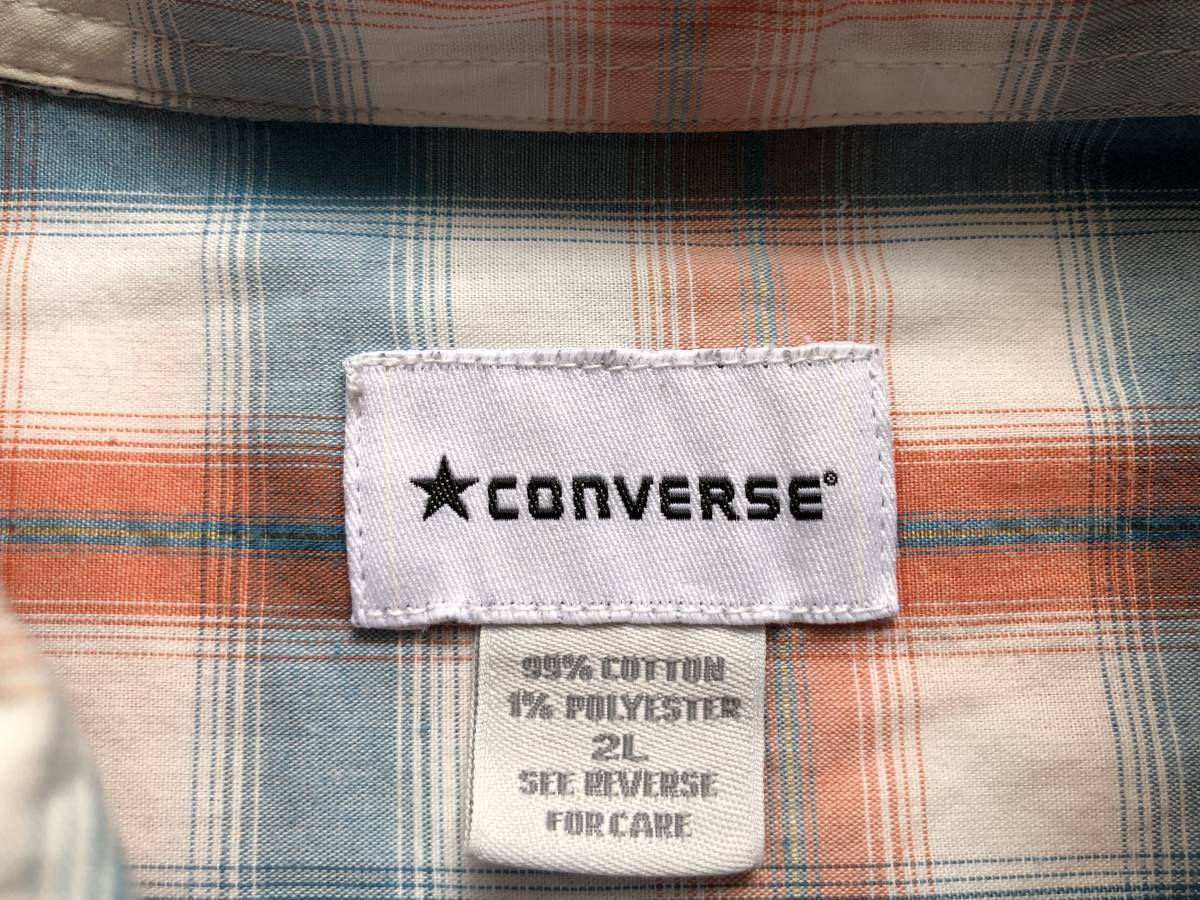 ★CONVERSE®
99% COTTON
1% POLYESTER
2L
SEE REVERSE
FOR CARE